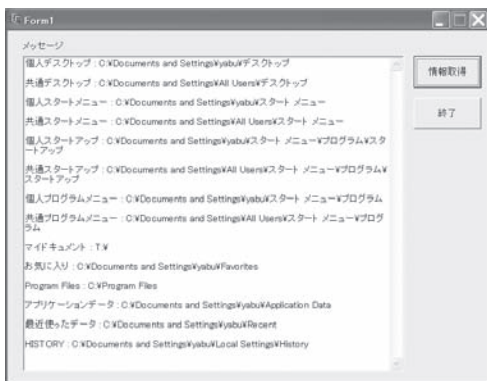 Form1
メッセージ
個人デスクトップ : C:¥Documents and Settings¥yabu¥デスクトップ
共通デスクトップ : C:¥Documents and Settings¥All Users¥デスクトップ
個人スタートメニュー : C:¥Documents and Settings¥yabu¥スタート メニュー
共通スタートメニュー : C:¥Documents and Settings¥All Users¥スタート メニュー
個人スタートアップ : C:¥Documents and Settings¥yabu¥スタート メニュー¥プログラム¥スタ
ートアップ
共通スタートアップ : C:¥Documents and Settings¥All Users¥スタート メニュー¥プログラム¥
スタートアップ
個人プログラムメニュー : C:¥Documents and Settings¥yabu¥スタート メニュー¥プログラム
共通プログラムメニュー : C:¥Documents and Settings¥All Users¥スタート メニュー¥プログ
ラム
マイドキュメント : T:¥
お気に入り : C:¥Documents and Settings¥yabu¥Favorites
Program Files : C:¥Program Files
アプリケーションデータ : C:¥Documents and Settings¥yabu¥Application Data
最近使ったデータ : C:¥Documents and Settings¥yabu¥Recent
HISTORY : C:¥Documents and Settings¥yabu¥Local Settings¥History
情報取得
終了